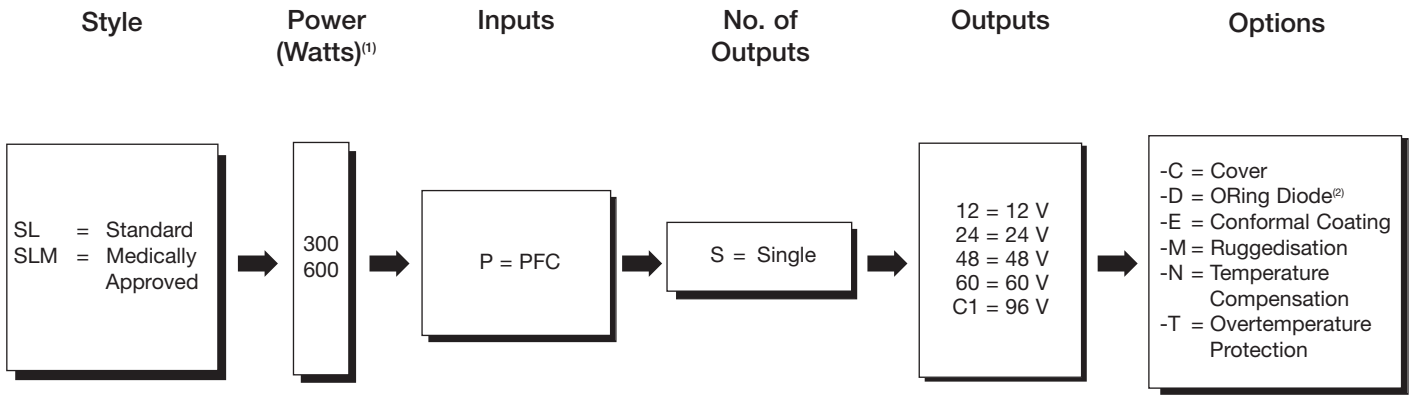 Style
Power
(Watts)(1)
Inputs
No. of
Outputs
Outputs
Options
SL = Standard
SLM = Medically
Approved
300
600
P = PFC
S = Single
12 = 12 V
24 = 24 V
48 = 48 V
60 = 60 V
C1 = 96 V
-C = Cover
-D = ORing Diode(2)
-E = Conformal Coating
-M = Ruggedisation
-N = Temperature
Compensation
-T = Overtemperature
Protection